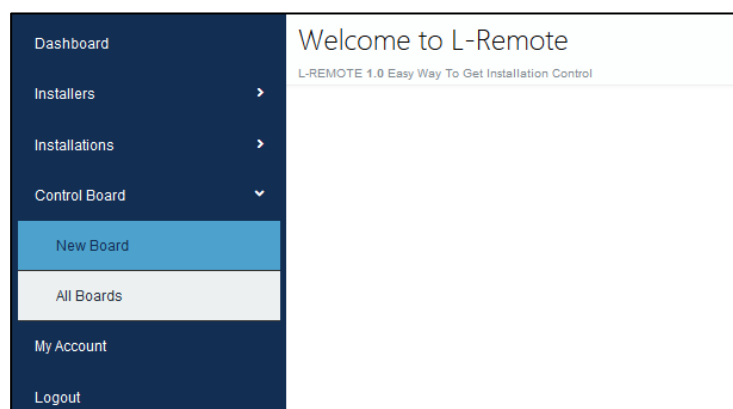 Dashboard
Installers
Installations
Control Board
New Board
All Boards
My Account
Logout
Welcome to L-Remote
L-REMOTE 1.0 Easy Way To Get Installation Control